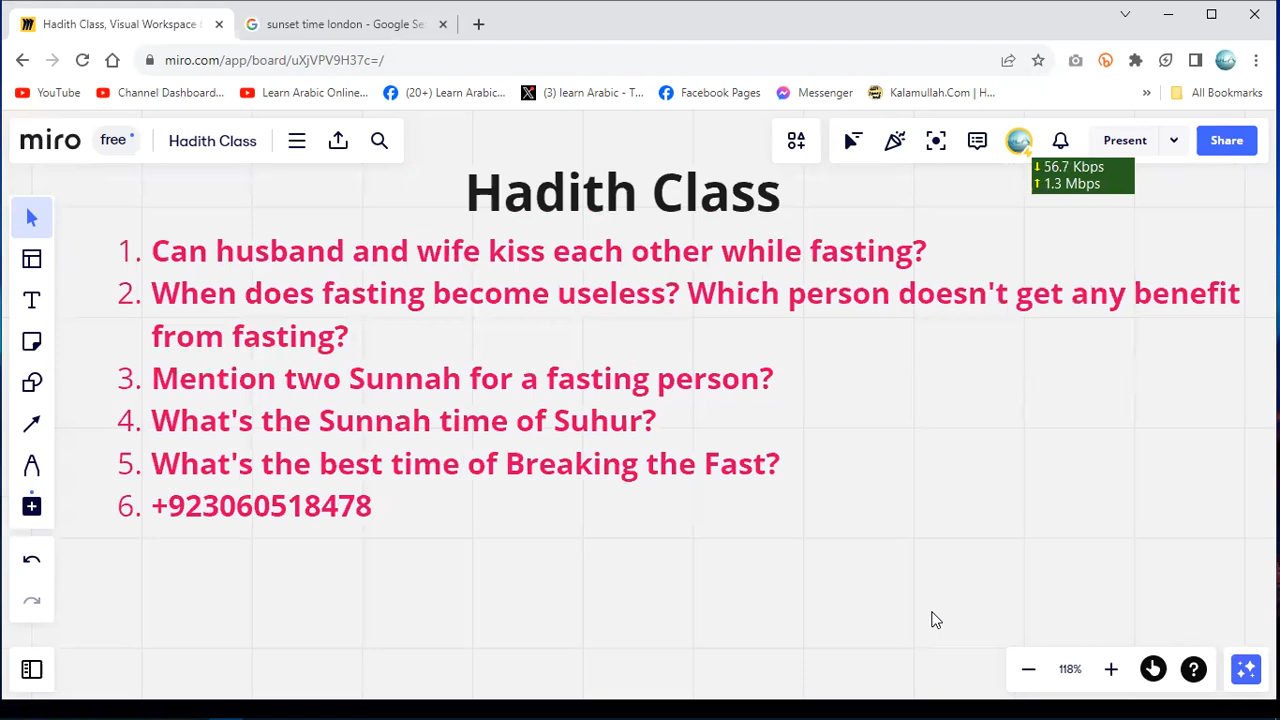 Hadith Class, Visual Workspace f
sunset time london - Google Se
miro.com/app/board/uXjVPV9H37c=/
YouTube
Channel Dashboard...
Learn Arabic Online...
(20+) Learn Arabic...
(3) learn Arabic - T...
Facebook Pages
Messenger
Kalamullah.Com | H...
»
All Bookmarks
miro
free
Hadith Class
Present
Share
56.7 Kbps
1.3 Mbps
Hadith Class
1. Can husband and wife kiss each other while fasting?
2. When does fasting become useless? Which person doesn't get any benefit
from fasting?
3. Mention two Sunnah for a fasting person?
4. What's the Sunnah time of Suhur?
5. What's the best time of Breaking the Fast?
6. +923060518478
118%